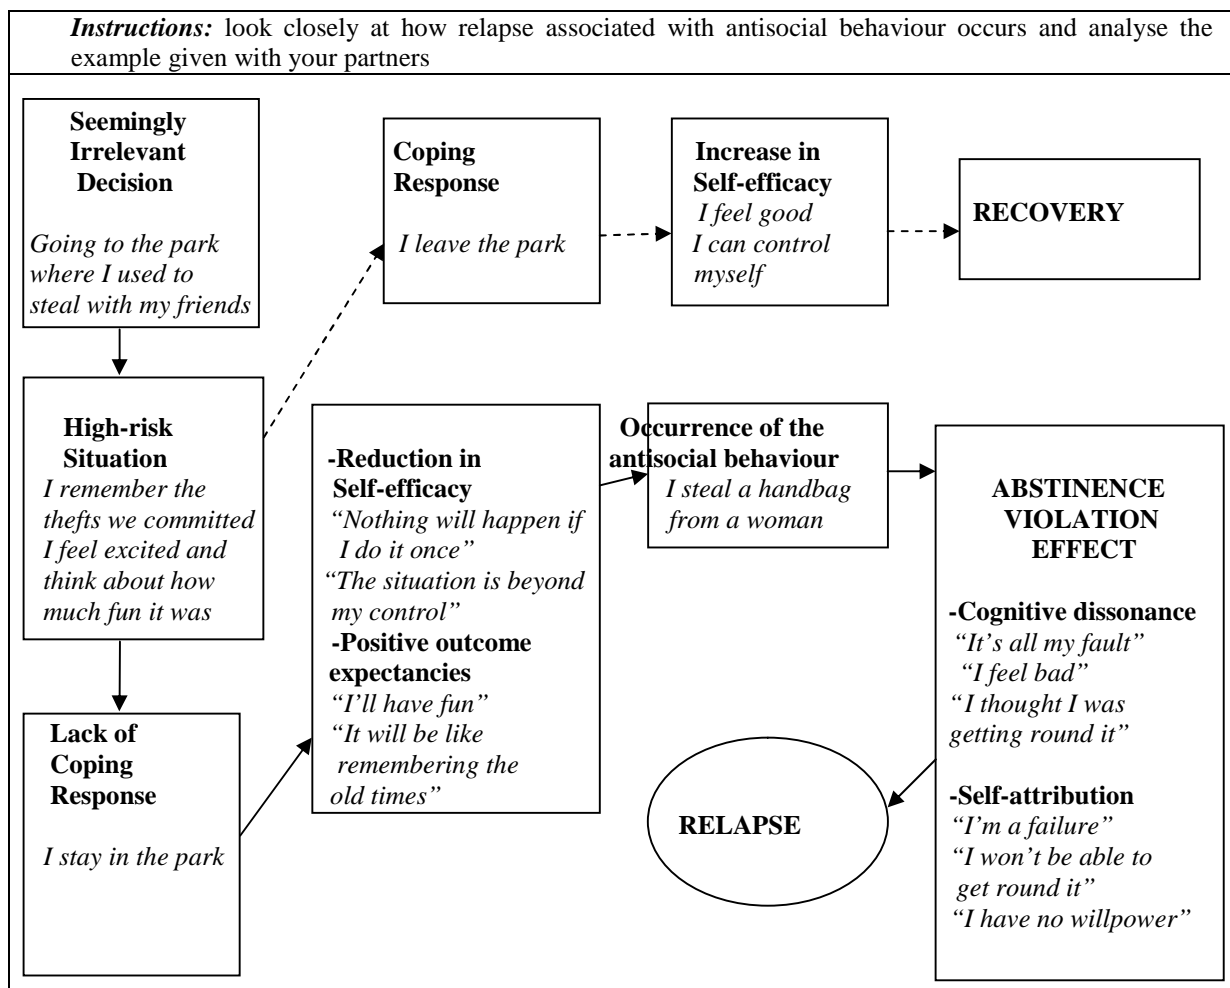 Instructions: look closely at how relapse associated with antisocial behaviour occurs and analyse the
example given with your partners
Seemingly
Irrelevant
Decision
Going to the park
where I used to
steal with my friends
Coping
Response
I leave the park
Increase in
Self-efficacy
I feel good
I can control
myself
RECOVERY
High-risk
Situation
I remember the
thefts we committed
I feel excited and
think about how
much fun it was
-Reduction in
Self-efficacy
“Nothing will happen if
I do it once”
“The situation is beyond
my control”
-Positive outcome
expectancies
“I’ll have fun”
“It will be like
remembering the
old times”
Occurrence of the
antisocial behaviour
I steal a handbag
from a woman
ABSTINENCE
VIOLATION
EFFECT
-Cognitive dissonance
“It’s all my fault”
“I feel bad”
“I thought I was
getting round it”
-Self-attribution
“I’m a failure”
“I won’t be able to
get round it”
“I have no willpower”
Lack of
Coping
Response
I stay in the park
RELAPSE